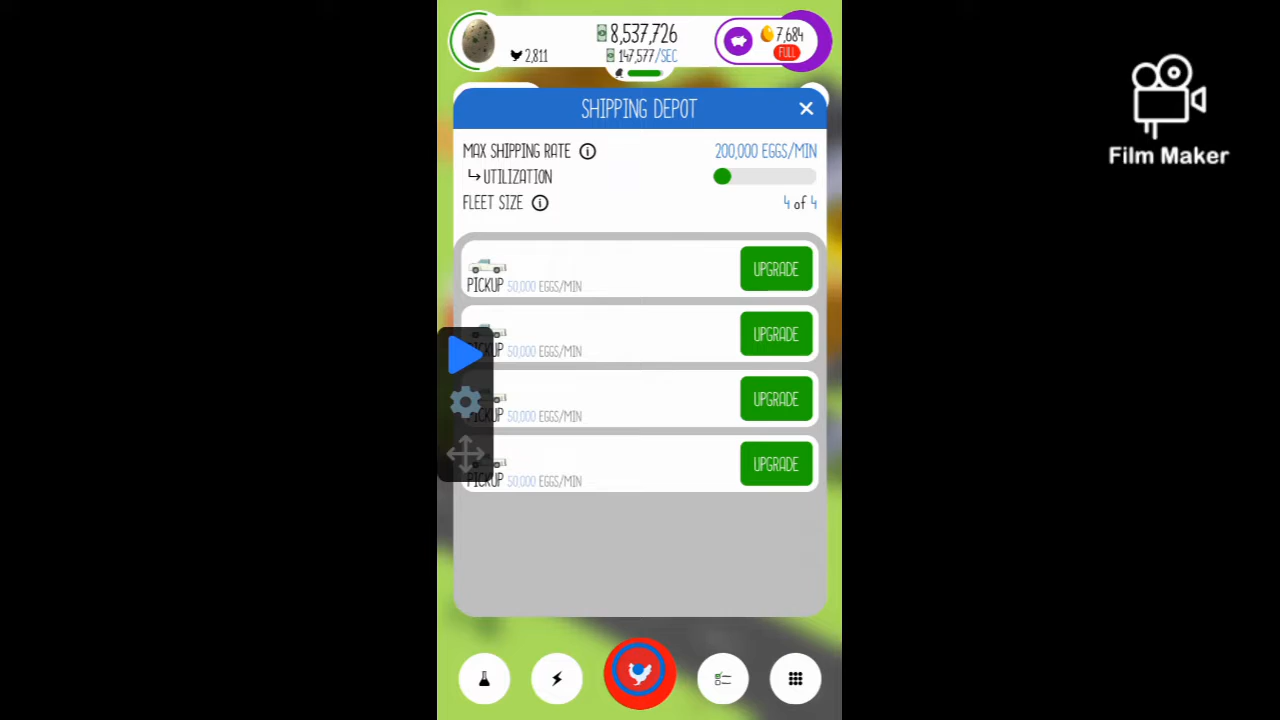 8,537,726
7,684
2,811
147,577/SEC
FULL
SHIPPING DEPOT
MAX SHIPPING RATE
200,000 EGGS/MIN
UTILIZATION
FLEET SIZE
4 of 4
PICKUP 50,000 EGGS/MIN
UPGRADE
PICKUP 50,000 EGGS/MIN
UPGRADE
PICKUP 50,000 EGGS/MIN
UPGRADE
PICKUP 50,000 EGGS/MIN
UPGRADE
Film Maker